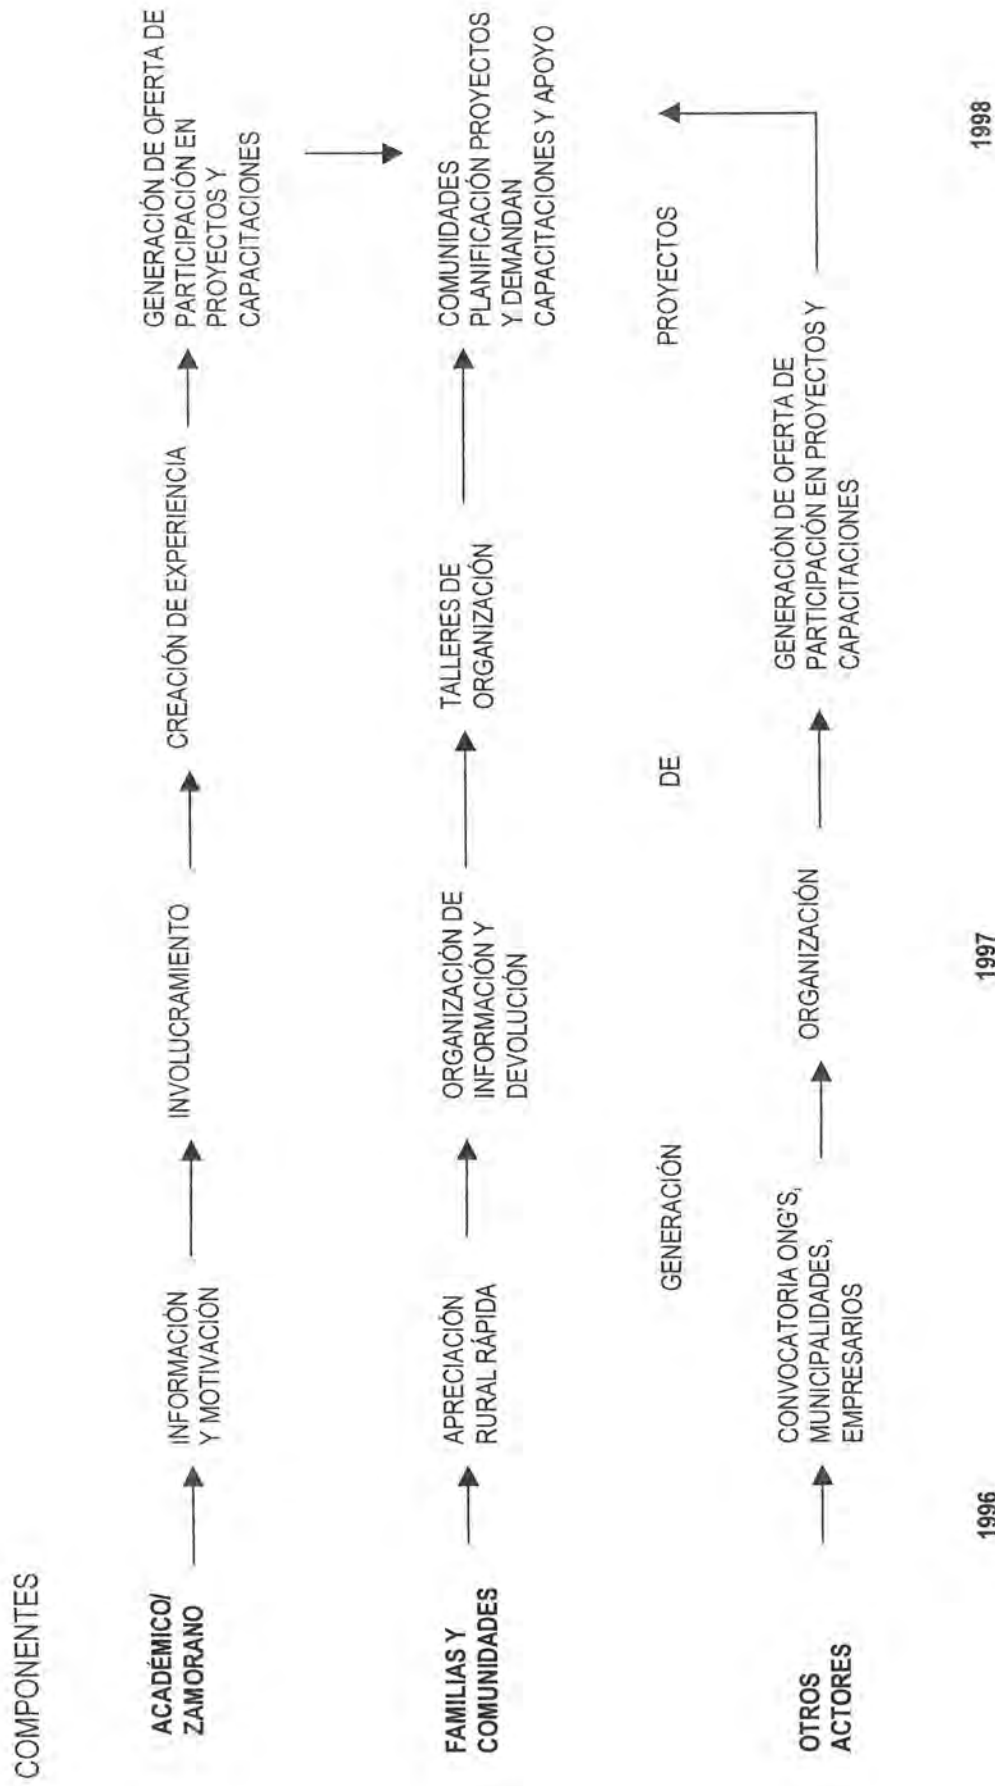 COMPONENTES
ACADÉMICO/
ZAMORANO
INFORMACIÓN
Y MOTIVACIÓN
INVOLUCRAMIENTO
CREACIÓN DE EXPERIENCIA
GENERACIÓN DE OFERTA DE
PARTICIPACIÓN EN
PROYECTOS Y
CAPACITACIONES
FAMILIAS Y
COMUNIDADES
APRECIACIÓN
RURAL RÁPIDA
ORGANIZACIÓN DE
INFORMACIÓN Y
DEVOLUCIÓN
TALLERES DE
ORGANIZACIÓN
COMUNIDADES
PLANIFICACIÓN PROYECTOS
Y DEMANDAN
CAPACITACIONES Y APOYO
GENERACIÓN
DE
PROYECTOS
OTROS
ACTORES
CONVOCATORIA ONG'S,
MUNICIPALIDADES,
EMPRESARIOS
ORGANIZACIÓN
GENERACIÓN DE OFERTA DE
PARTICIPACIÓN EN PROYECTOS Y
CAPACITACIONES
1996
1997
1998